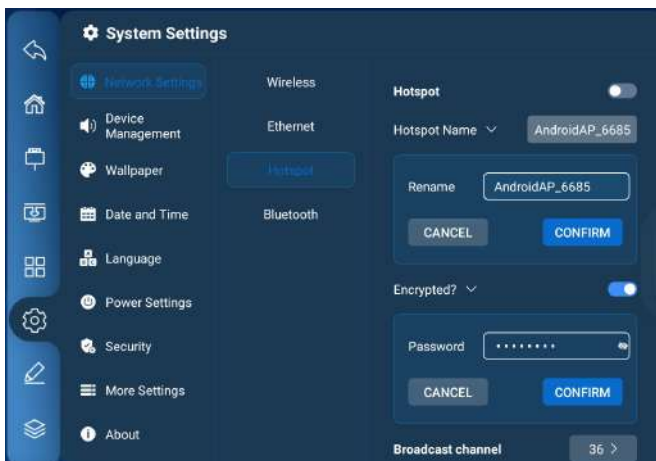 System Settings
Network Settings
Device
Management
Wallpaper
Date and Time
Language
Power Settings
Security
More Settings
About
Wireless
Ethernet
Hotspot
Bluetooth
Hotspot
Hotspot Name
AndroidAP_6685
Rename
AndroidAP_6685
CANCEL
CONFIRM
Encrypted?
Password
CANCEL
CONFIRM
Broadcast channel
36 >